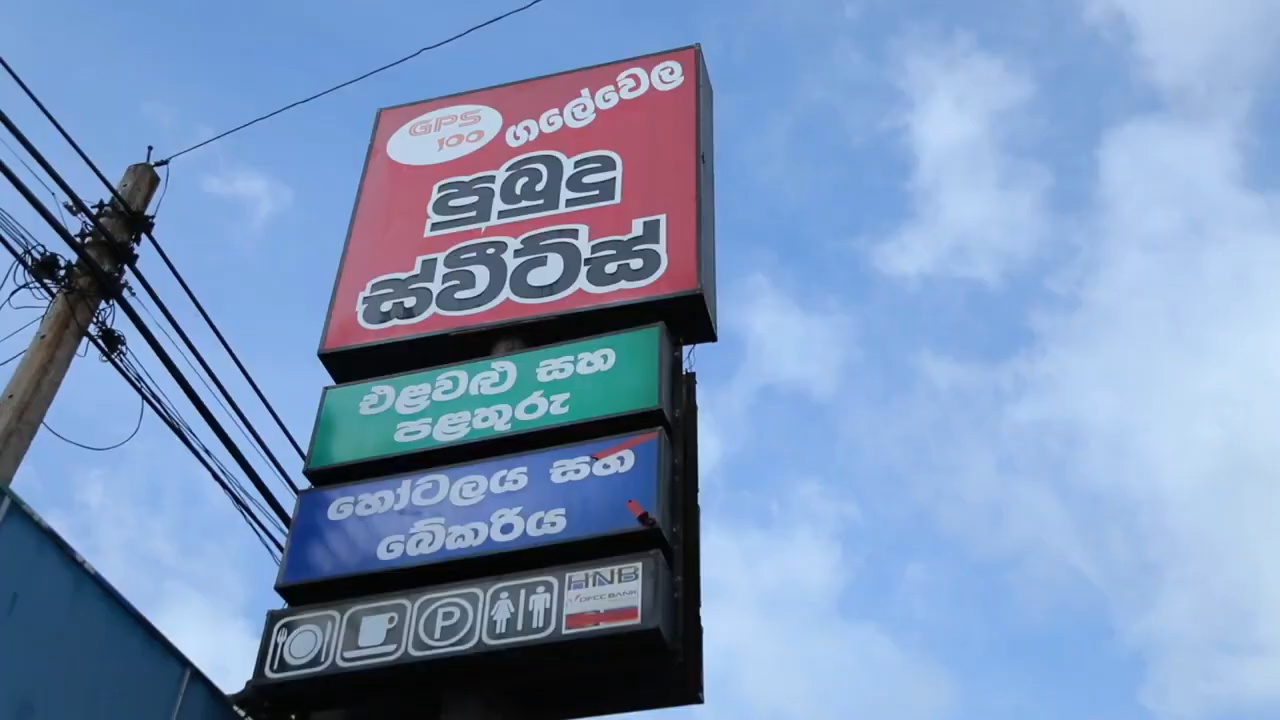 GPS
100
ගලේවෙල
පුබුදු
ස්වීට්ස්
එළවළු සහ
පළතුරු
හෝටලය සහ
බේකරිය
P
HNB
DFCC BANK